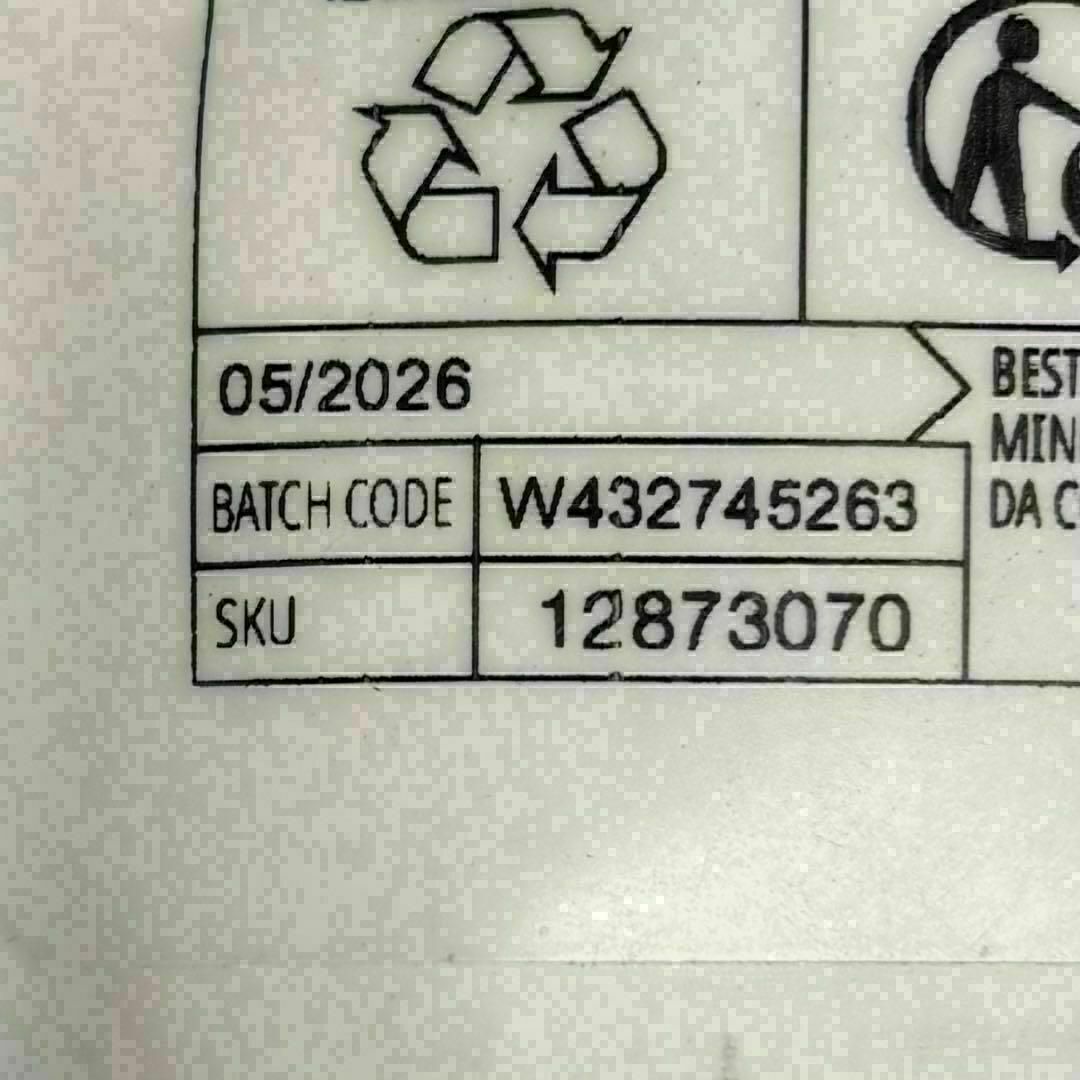 05/2026
BEST
MIN
DA C
BATCH CODE W432745263
SKU 12873070